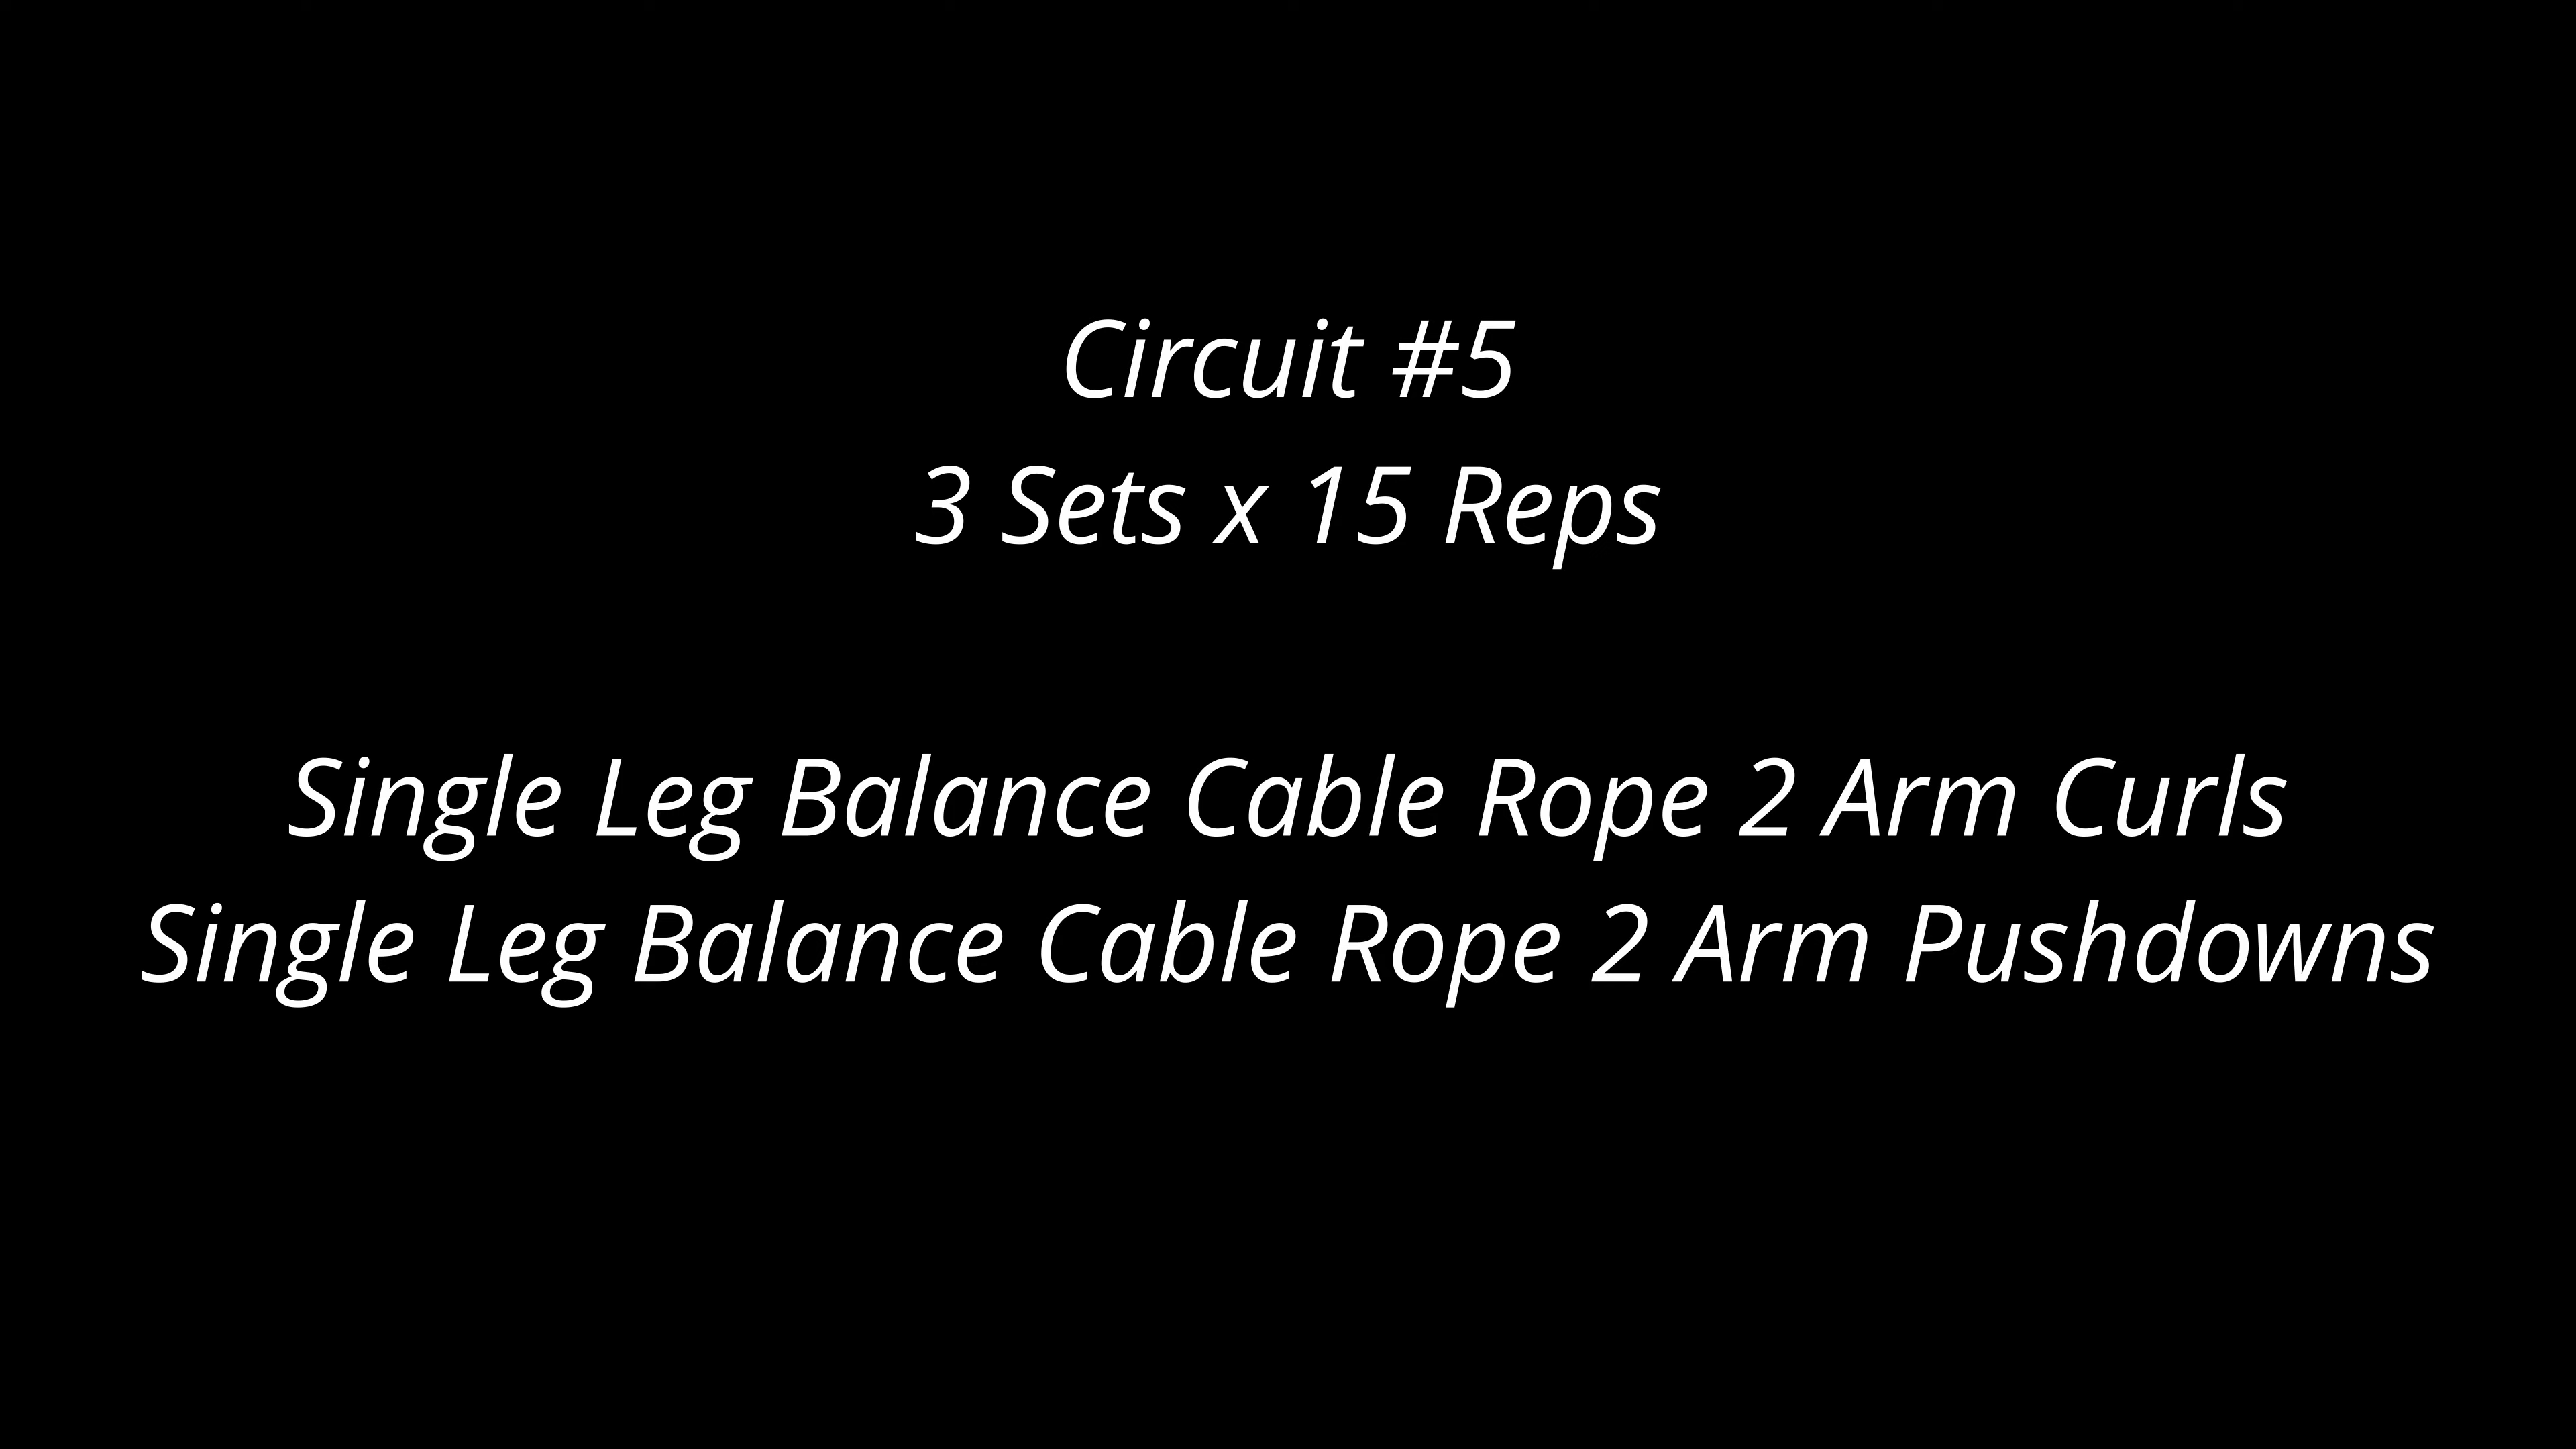 Circuit #5
3 Sets x 15 Reps
Single Leg Balance Cable Rope 2 Arm Curls
Single Leg Balance Cable Rope 2 Arm Pushdowns